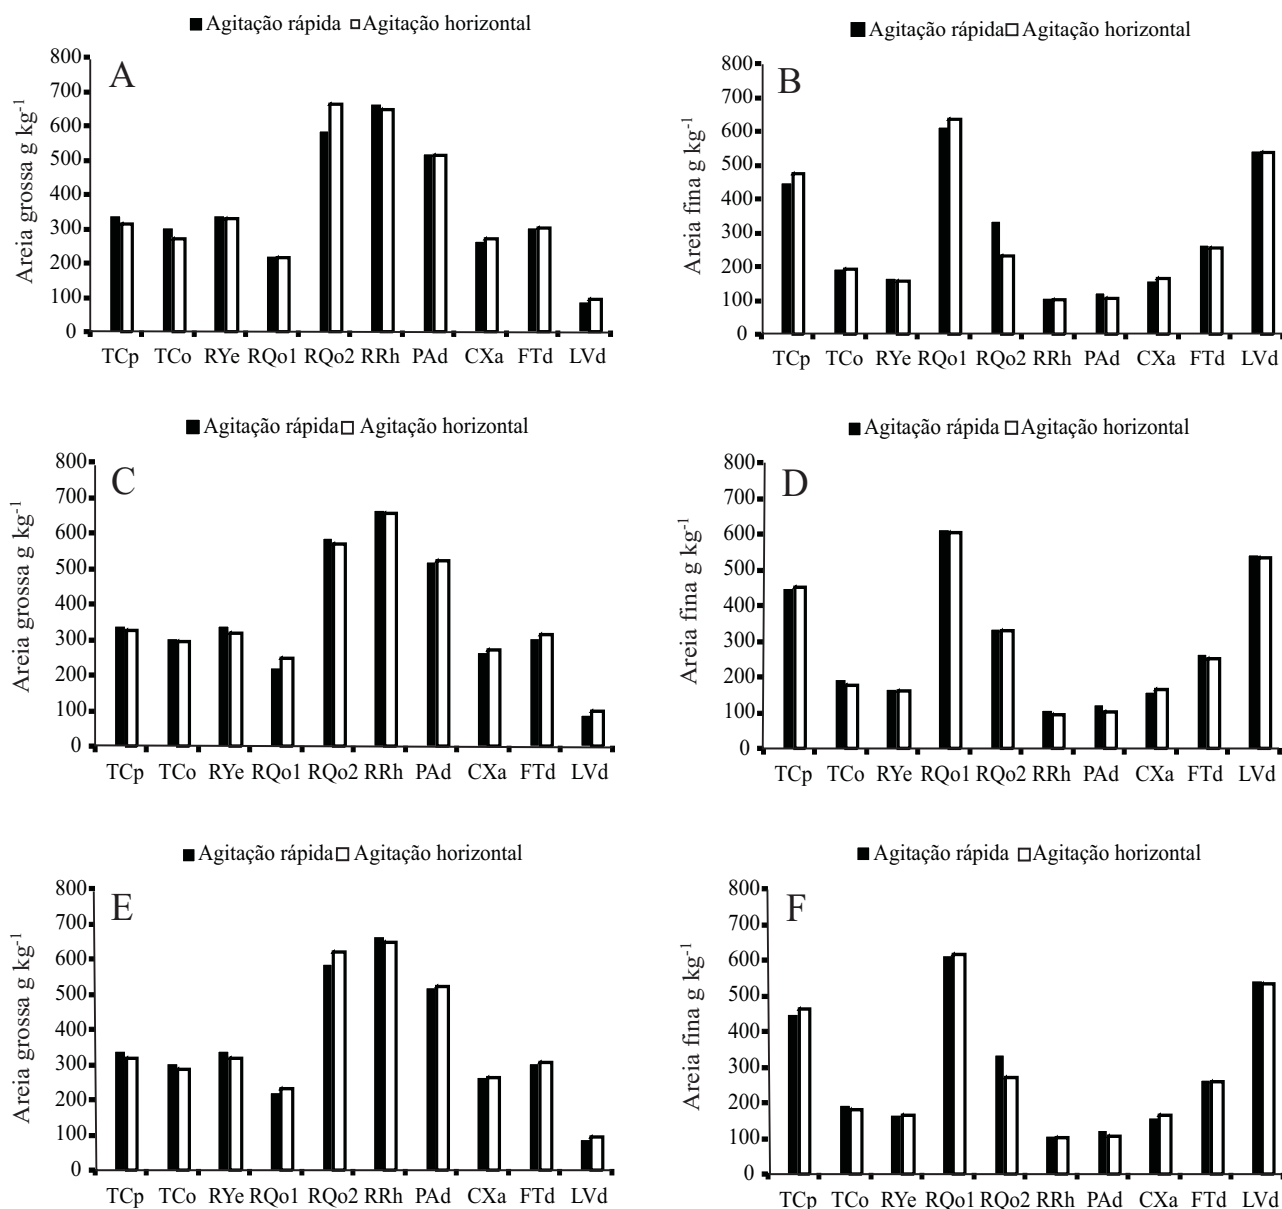 ■ Agitação rápida □ Agitação horizontal
A
Areia grossa g kg⁻¹
800
700
600
500
400
300
200
100
0
TCp TCo RYe RQo1 RQo2 RRh PAd CXa FTd LVd
■ Agitação rápida □ Agitação horizontal
B
Areia fina g kg⁻¹
800
700
600
500
400
300
200
100
0
TCp TCo RYe RQo1 RQo2 RRh PAd CXa FTd LVd
■ Agitação rápida □ Agitação horizontal
C
Areia grossa g kg⁻¹
800
700
600
500
400
300
200
100
0
TCp TCo RYe RQo1 RQo2 RRh PAd CXa FTd LVd
■ Agitação rápida □ Agitação horizontal
D
Areia fina g kg⁻¹
800
700
600
500
400
300
200
100
0
TCp TCo RYe RQo1 RQo2 RRh PAd CXa FTd LVd
■ Agitação rápida □ Agitação horizontal
E
Areia grossa g kg⁻¹
800
700
600
500
400
300
200
100
0
TCp TCo RYe RQo1 RQo2 RRh PAd CXa FTd LVd
■ Agitação rápida □ Agitação horizontal
F
Areia fina g kg⁻¹
800
700
600
500
400
300
200
100
0
TCp TCo RYe RQo1 RQo2 RRh PAd CXa FTd LVd